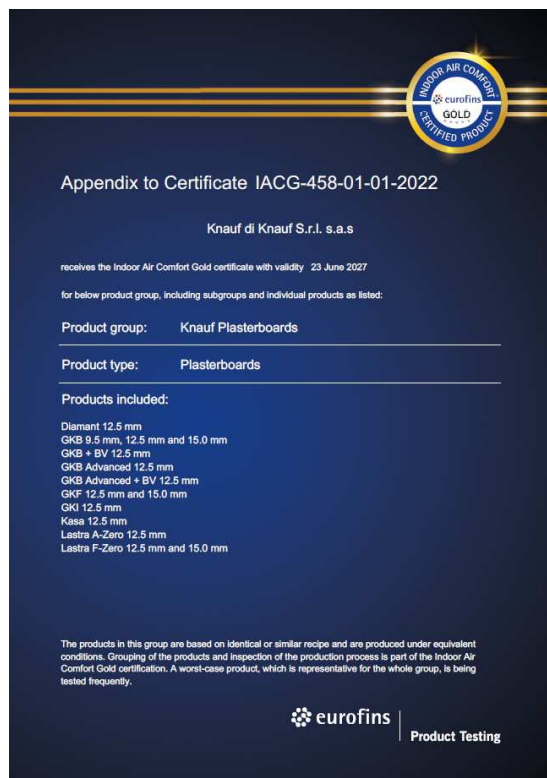 INDOOR AIR COMFORT
eurofins
GOLD
CERTIFIED PRODUCT
Appendix to Certificate IACG-458-01-01-2022
Knauf di Knauf S.r.l. s.a.s
receives the Indoor Air Comfort Gold certificate with validity 23 June 2027
for below product group, including subgroups and individual products as listed:
Product group: Knauf Plasterboards
Product type: Plasterboards
Products included:
Diamant 12.5 mm
GKB 9.5 mm, 12.5 mm and 15.0 mm
GKB + BV 12.5 mm
GKB Advanced 12.5 mm
GKB Advanced + BV 12.5 mm
GKF 12.5 mm and 15.0 mm
GKI 12.5 mm
Kasa 12.5 mm
Lastra A-Zero 12.5 mm
Lastra F-Zero 12.5 mm and 15.0 mm
The products in this group are based on identical or similar recipe and are produced under equivalent
conditions. Grouping of the products and inspection of the production process is part of the Indoor Air
Comfort Gold certification. A worst-case product, which is representative for the whole group, is being
tested frequently.
eurofins
Product Testing